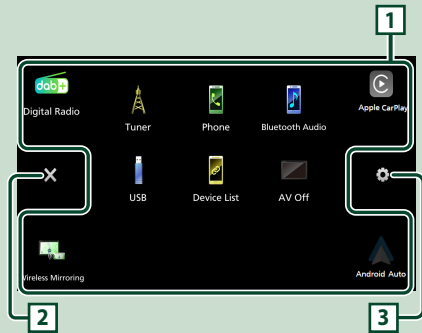 1
dab+
Digital Radio
Tuner
Phone
Bluetooth Audio
Apple CarPlay
USB
Device List
AV Off
Wireless Mirroring
Android Auto
2
3